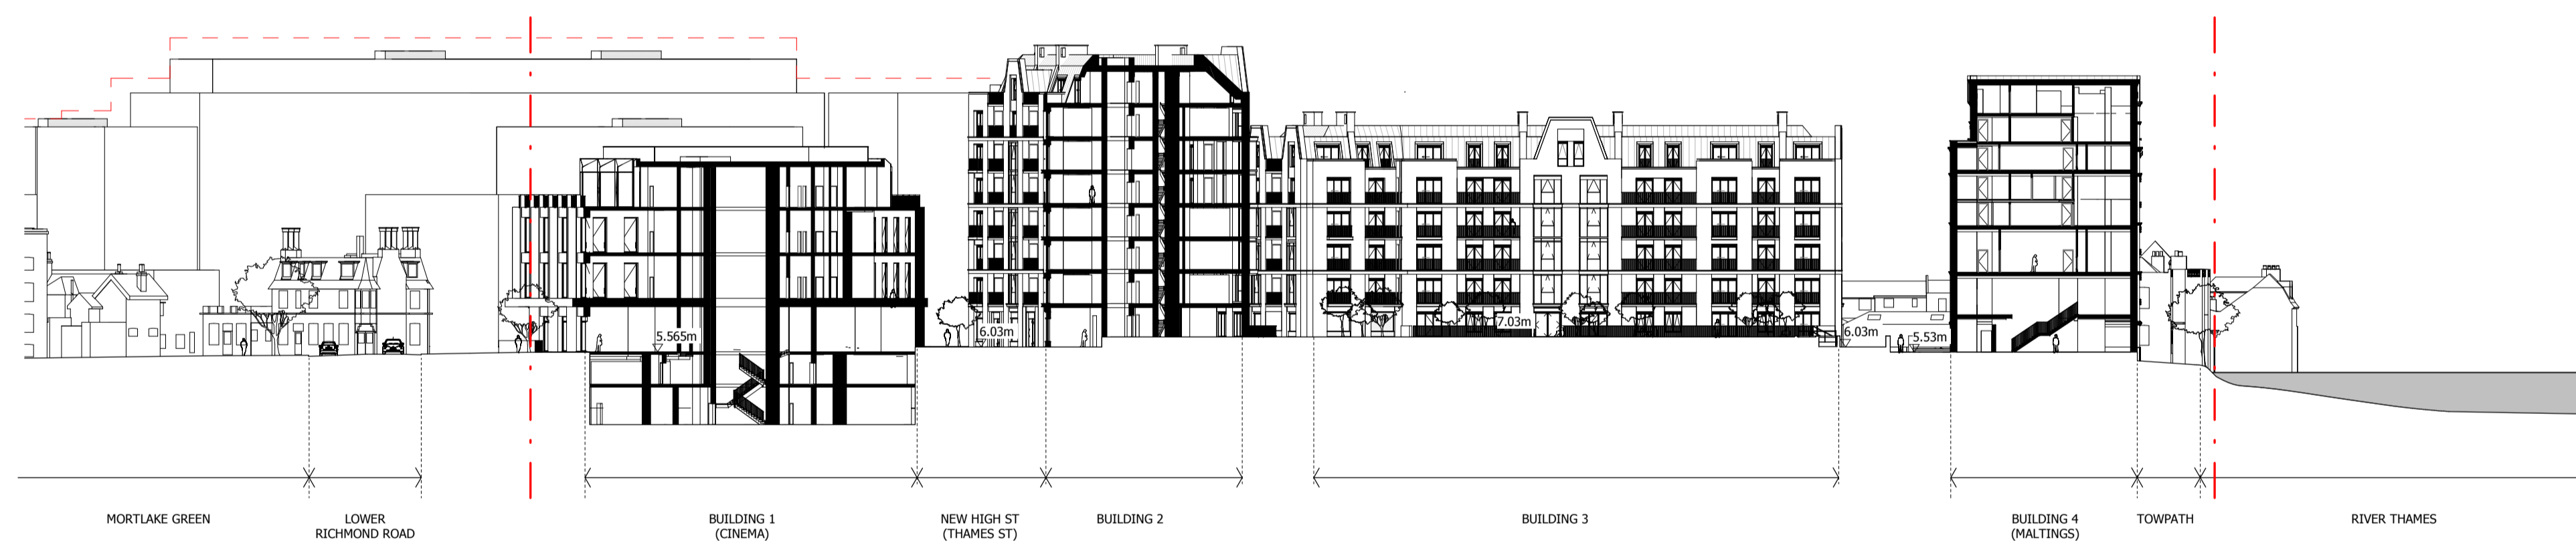 5.565m
6.03m
7.03m
6.03m
5.53m
MORTLAKE GREEN
LOWER
RICHMOND ROAD
BUILDING 1
(CINEMA)
NEW HIGH ST
(THAMES ST)
BUILDING 2
BUILDING 3
BUILDING 4
(MALTINGS)
TOWPATH
RIVER THAMES